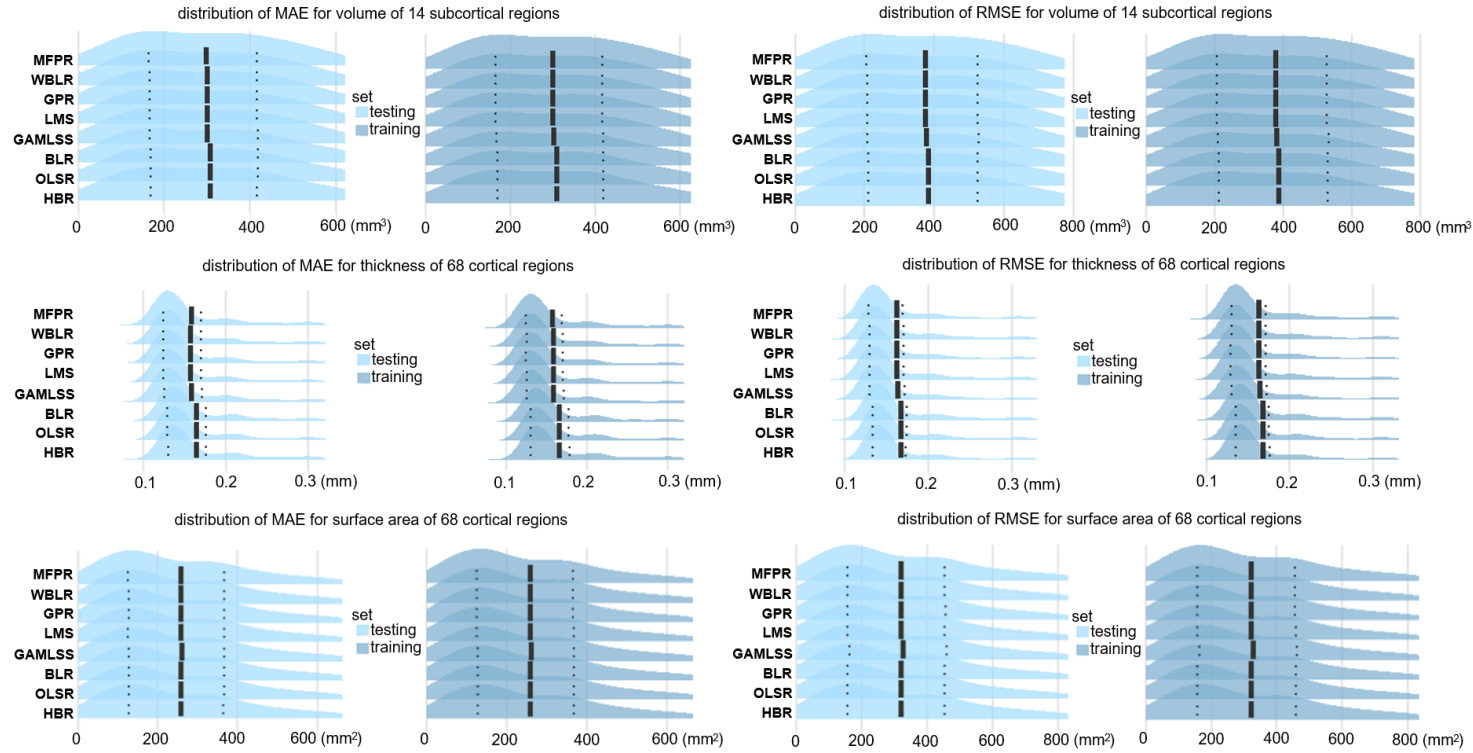 distribution of MAE for volume of 14 subcortical regions
distribution of RMSE for volume of 14 subcortical regions
MFPR
WBLR
GPR
LMS
GAMLSS
BLR
OLSR
HBR
set
testing
training
MFPR
WBLR
GPR
LMS
GAMLSS
BLR
OLSR
HBR
set
testing
training
0 200 400 600 (mm³)
0 200 400 600 (mm³)
0 200 400 600 800 (mm³)
0 200 400 600 800 (mm³
distribution of MAE for thickness of 68 cortical regions
distribution of RMSE for thickness of 68 cortical regions
MFPR
WBLR
GPR
LMS
GAMLSS
BLR
OLSR
HBR
set
testing
training
MFPR
WBLR
GPR
LMS
GAMLSS
BLR
OLSR
HBR
set
testing
training
0.1 0.2 0.3 (mm)
0.1 0.2 0.3 (mm)
0.1 0.2 0.3 (mm)
0.1 0.2 0.3 (mm)
distribution of MAE for surface area of 68 cortical regions
distribution of RMSE for surface area of 68 cortical regions
MFPR
WBLR
GPR
LMS
GAMLSS
BLR
OLSR
HBR
set
testing
training
MFPR
WBLR
GPR
LMS
GAMLSS
BLR
OLSR
HBR
set
testing
training
0 200 400 600 (mm²)
0 200 400 600 (mm²)
0 200 400 600 800 (mm²)
0 200 400 600 800 (mm²)